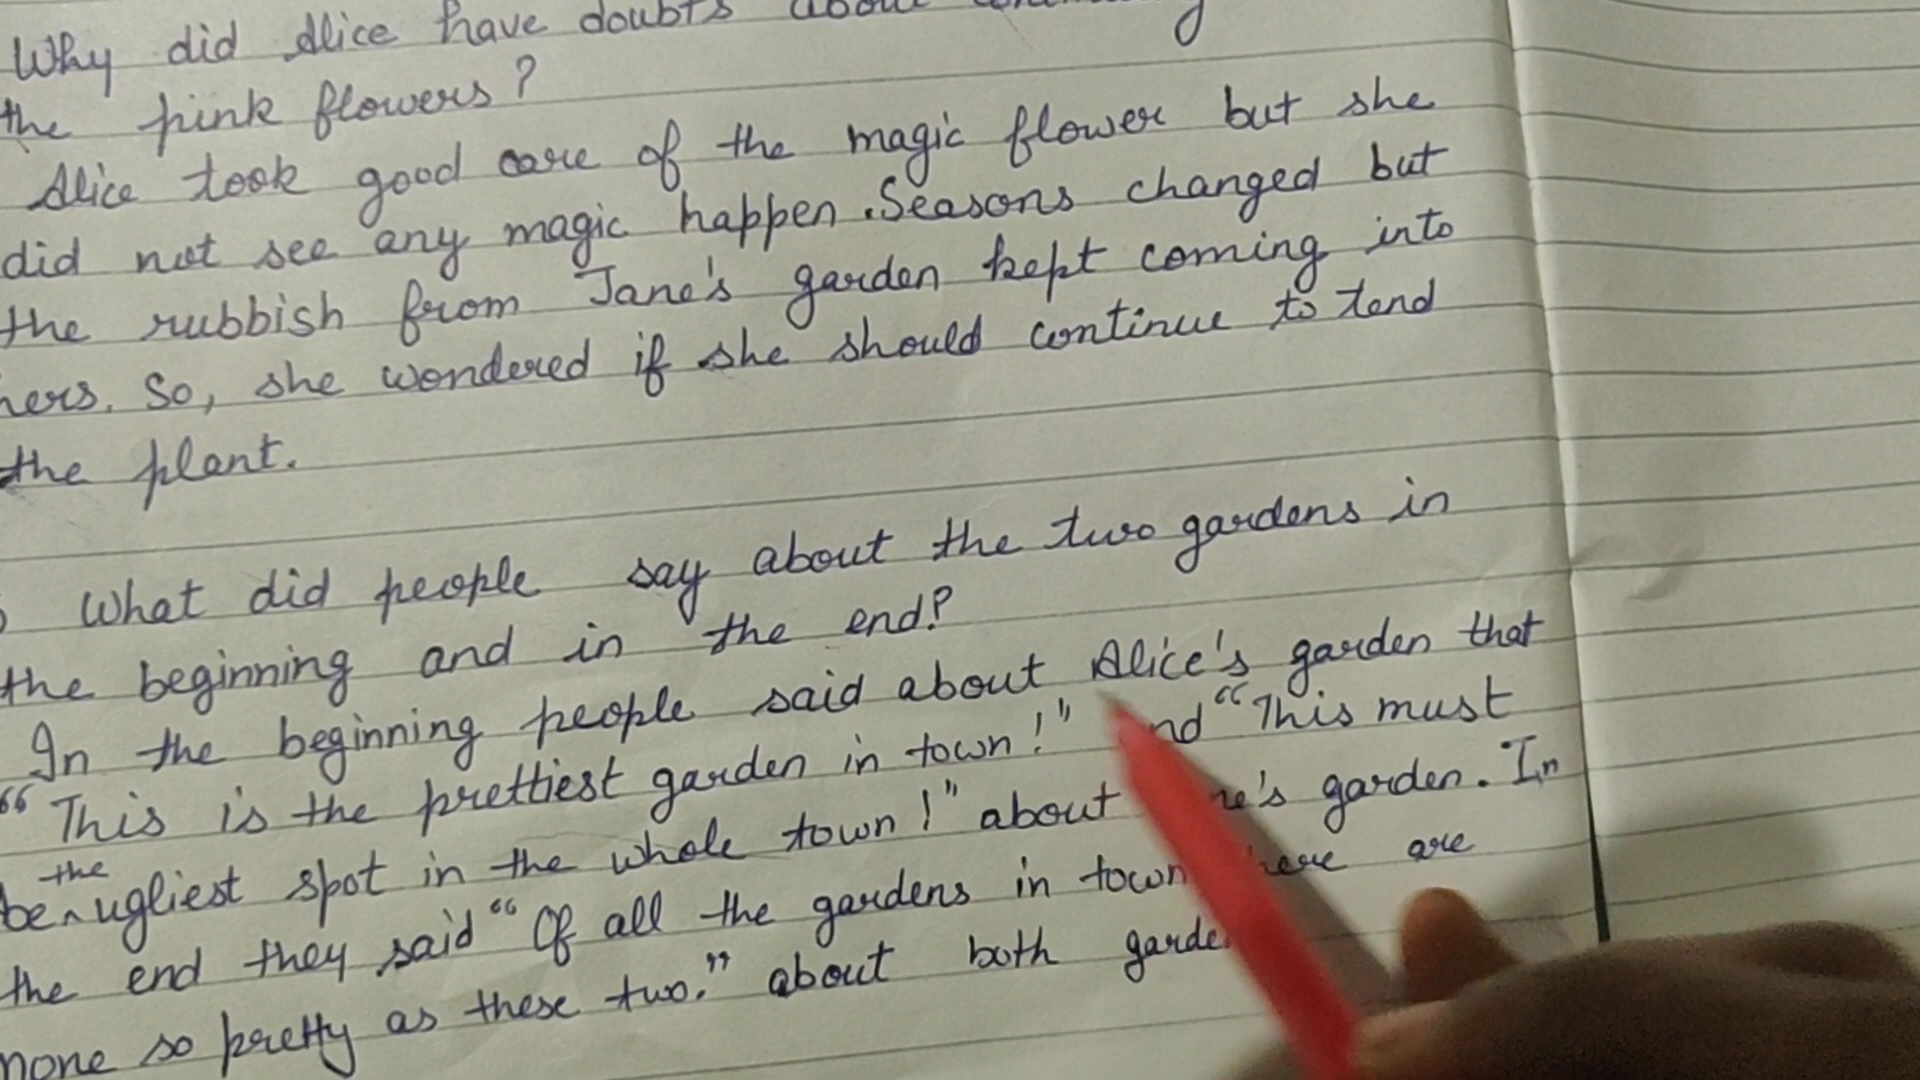 Why did Alice have doubts about
the pink flowers?
Alice took good care of the magic flower but she
did not see any magic happen. Seasons changed but
the rubbish from Jane's garden kept coming into
hers. So, she wondered if she should continue to tend
the plant.
What did people say about the two gardens in
the beginning and in the end?
In the beginning people said about Alice's garden that
"This is the prettiest garden in town!" and "This must
be the ugliest spot in the whole town!" about garden. In
the end they said "Of all the gardens in town are
none so pretty as these two." about both